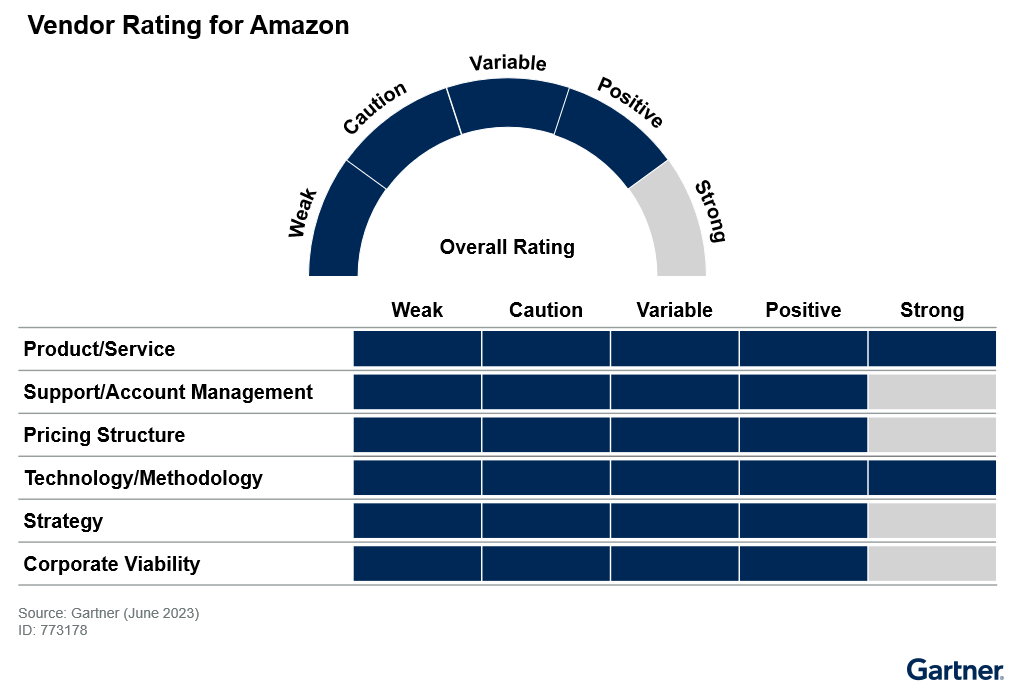 Vendor Rating for Amazon
Weak
Caution
Variable
Positive
Strong
Overall Rating
Weak Caution Variable Positive Strong
Product/Service
Support/Account Management
Pricing Structure
Technology/Methodology
Strategy
Corporate Viability
Source: Gartner (June 2023)
ID: 773178
Gartner